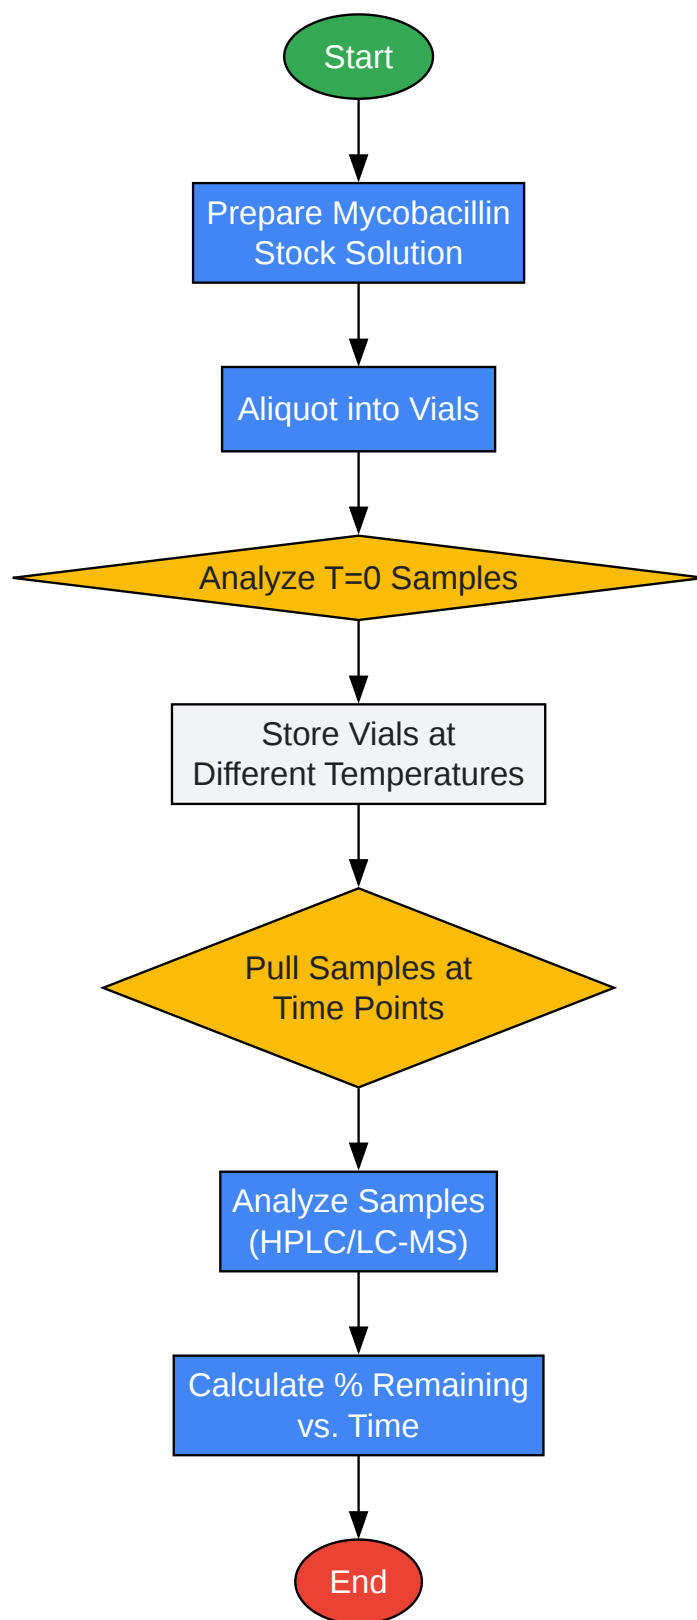 Start
Prepare Mycobacillin
Stock Solution
Aliquot into Vials
Analyze T=0 Samples
Store Vials at
Different Temperatures
Pull Samples at
Time Points
Analyze Samples
(HPLC/LC-MS)
Calculate % Remaining
vs. Time
End